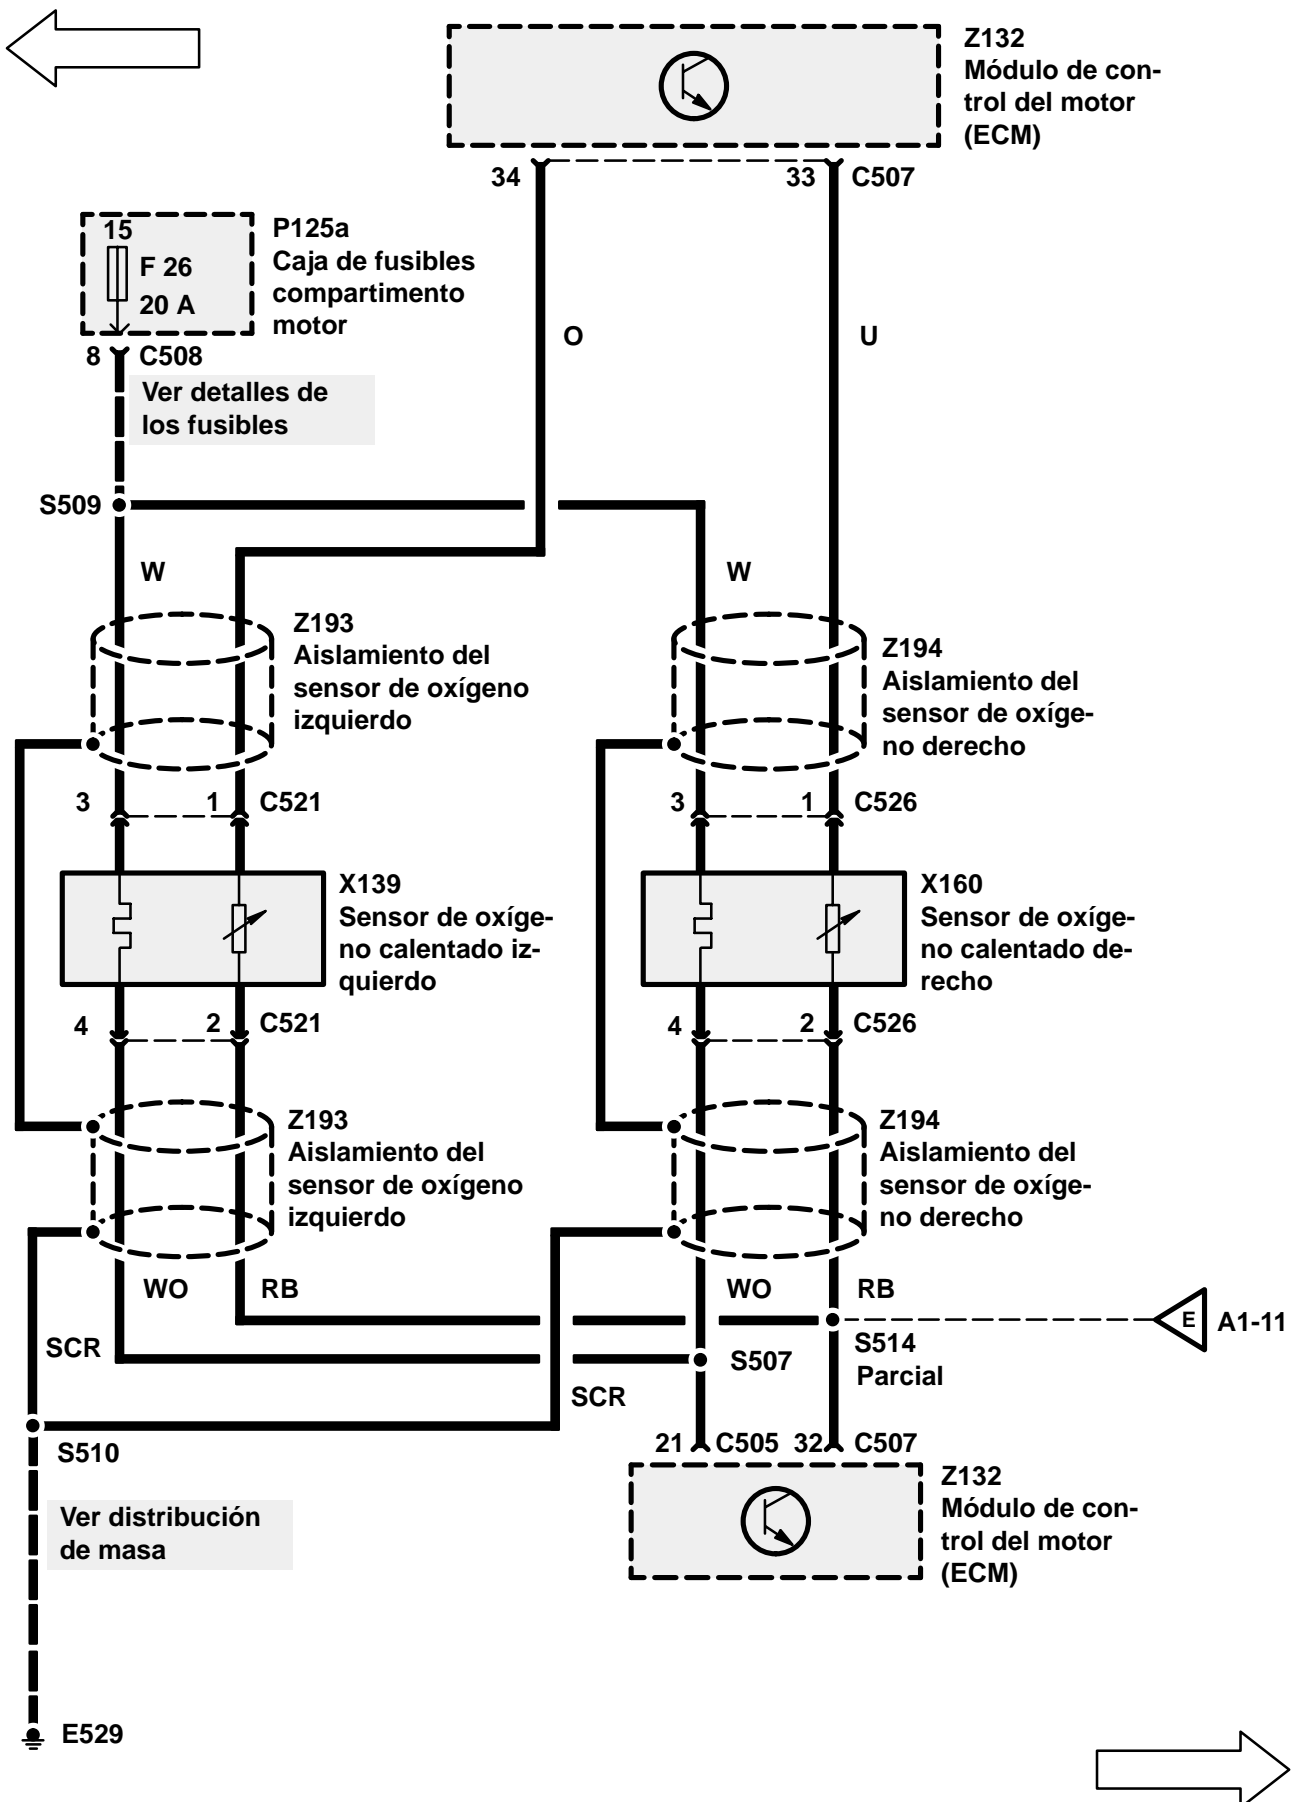 Z132
Módulo de con-
trol del motor
(ECM)
34
33
C507
15
F 26
20 A
P125a
Caja de fusibles
compartimento
motor
8
C508
Ver detalles de
los fusibles
O
U
S509
W
W
Z193
Aislamiento del
sensor de oxígeno
izquierdo
Z194
Aislamiento del
sensor de oxíge-
no derecho
3
1
C521
3
1
C526
X139
Sensor de oxíge-
no calentado iz-
quierdo
X160
Sensor de oxíge-
no calentado de-
recho
4
2
C521
4
2
C526
Z193
Aislamiento del
sensor de oxígeno
izquierdo
Z194
Aislamiento del
sensor de oxíge-
no derecho
WO
RB
WO
RB
E
A1-11
SCR
S507
S514
Parcial
SCR
S510
21
C505
32
C507
Z132
Módulo de con-
trol del motor
(ECM)
Ver distribución
de masa
E529